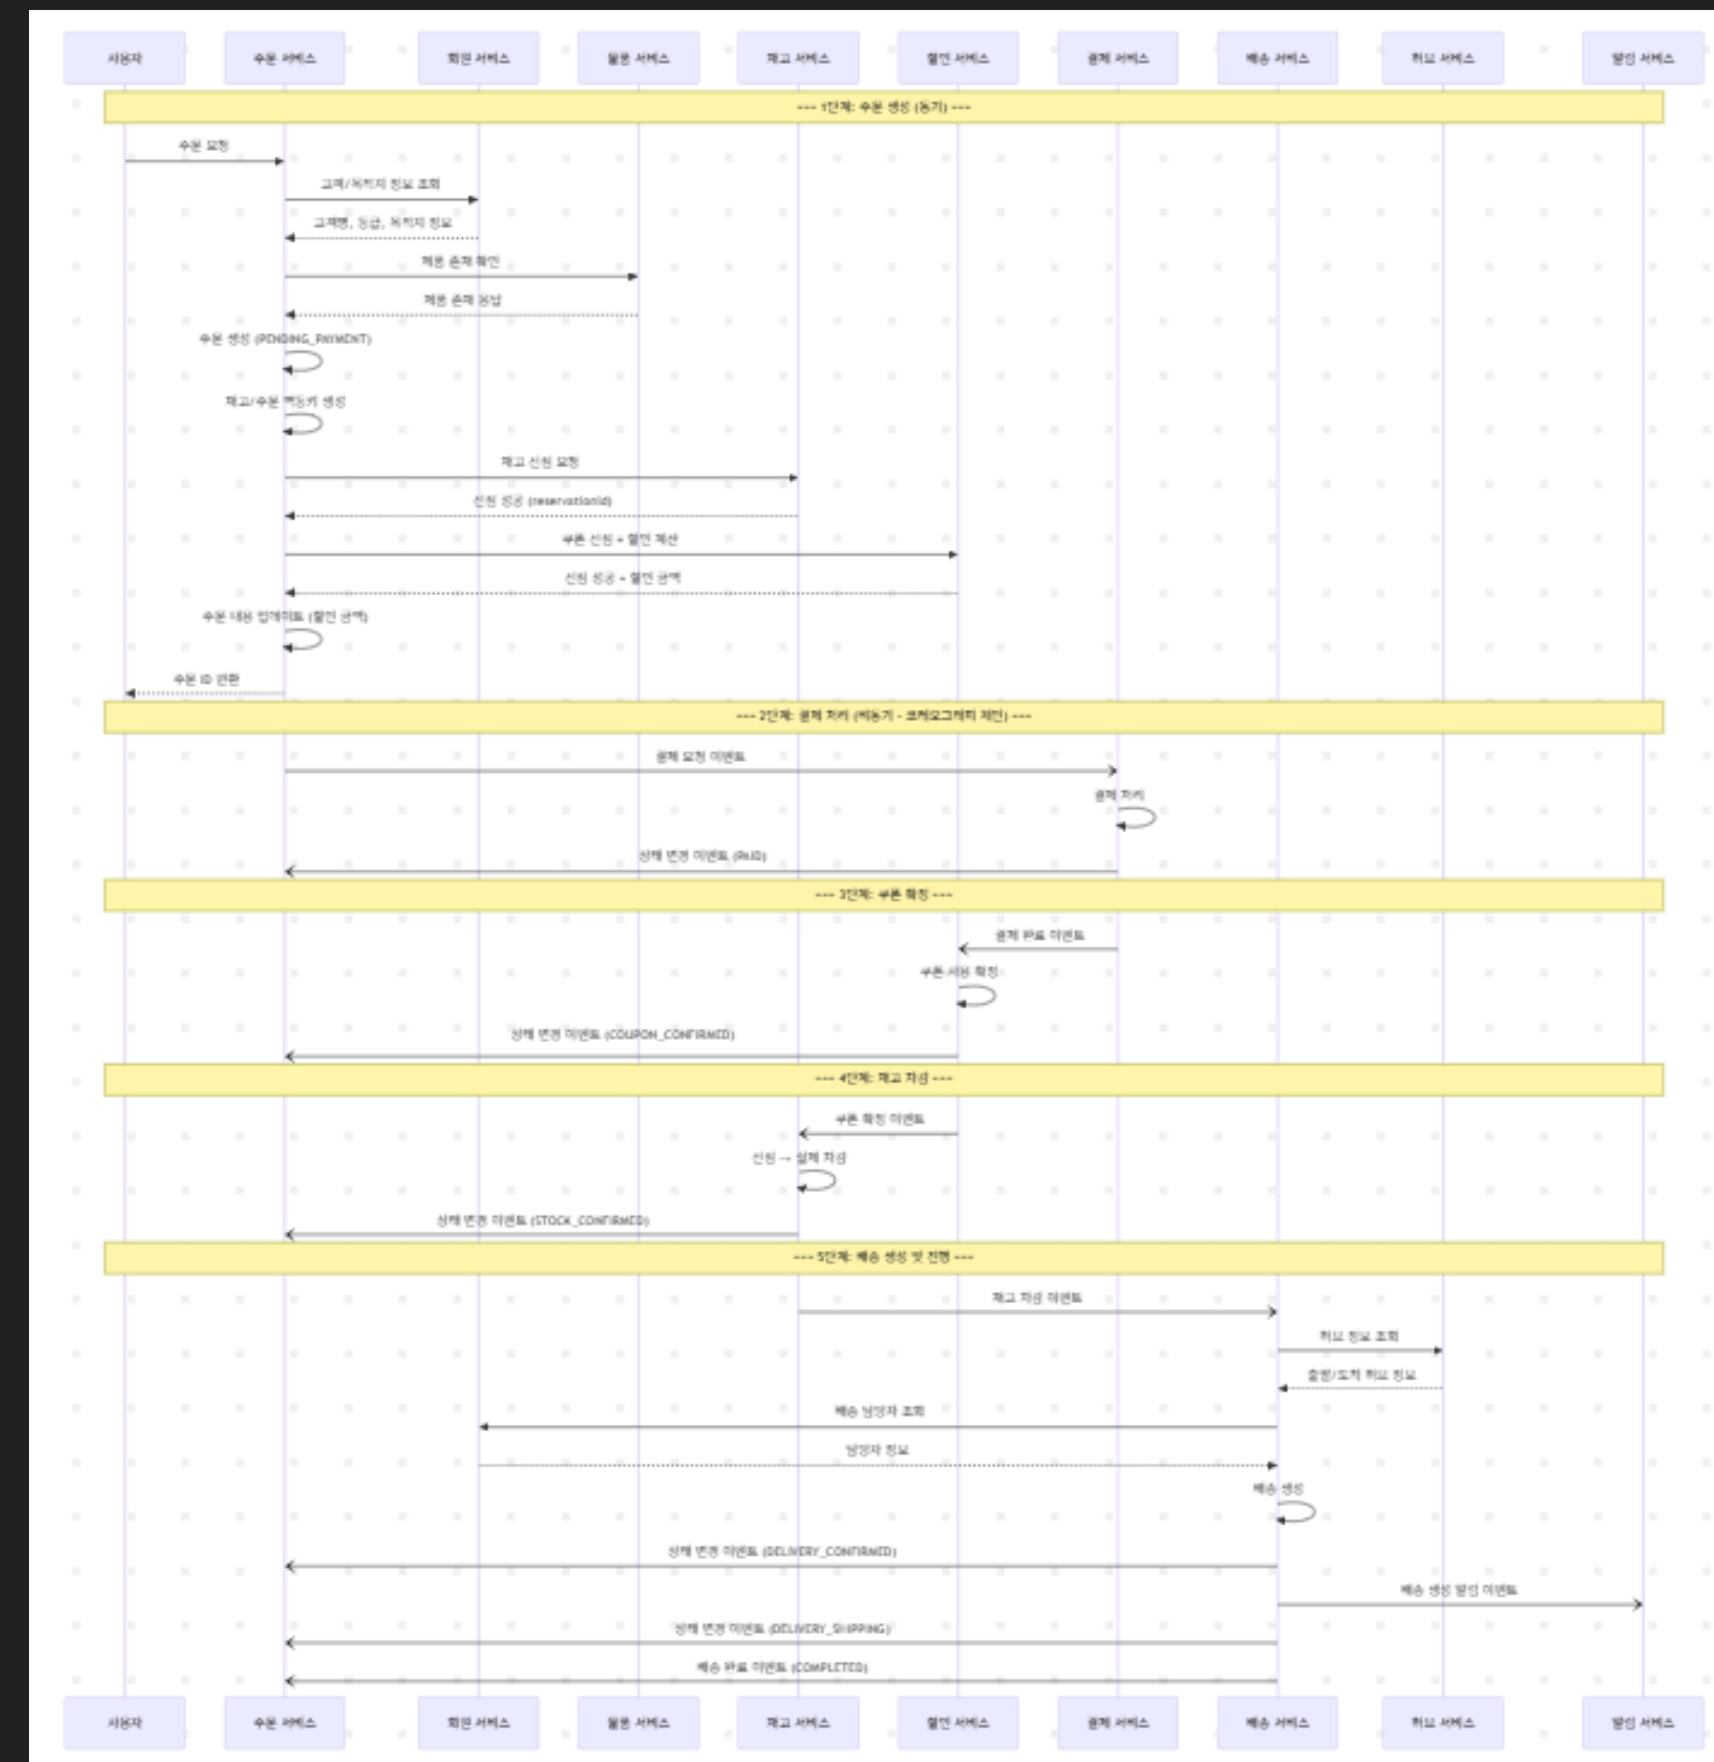 사용자 주문 서비스 회원 서비스 물품 서비스 재고 서비스 할인 서비스 결제 서비스 배송 서비스 허브 서비스 알림 서비스
--- 1단계: 주문 생성 (동기) ---
주문 요청
고객/목적지 정보 조회
고객명, 등급, 목적지 정보
제품 존재 확인
제품 존재 응답
주문 생성 (PENDING_PAYMENT)
재고/주문 멱등키 생성
재고 선점 요청
선점 성공 (reservationId)
쿠폰 선점 + 할인 계산
선점 성공 + 할인 금액
주문 내용 업데이트 (할인 금액)
주문 ID 반환
--- 2단계: 결제 처리 (비동기 - 코레오그래피 체인) ---
결제 요청 이벤트
결제 처리
상태 변경 이벤트 (PAID)
--- 3단계: 쿠폰 확정 ---
결제 완료 이벤트
쿠폰 사용 확정
상태 변경 이벤트 (COUPON_CONFIRMED)
--- 4단계: 재고 차감 ---
쿠폰 확정 이벤트
선점 → 실제 차감
상태 변경 이벤트 (STOCK_CONFIRMED)
--- 5단계: 배송 생성 및 진행 ---
재고 차감 이벤트
허브 정보 조회
출발/도착 허브 정보
배송 담당자 조회
담당자 정보
배송 생성
상태 변경 이벤트 (DELIVERY_CONFIRMED)
배송 생성 알림 이벤트
상태 변경 이벤트 (DELIVERY_SHIPPING)
배송 완료 이벤트 (COMPLETED)
사용자 주문 서비스 회원 서비스 물품 서비스 재고 서비스 할인 서비스 결제 서비스 배송 서비스 허브 서비스 알림 서비스